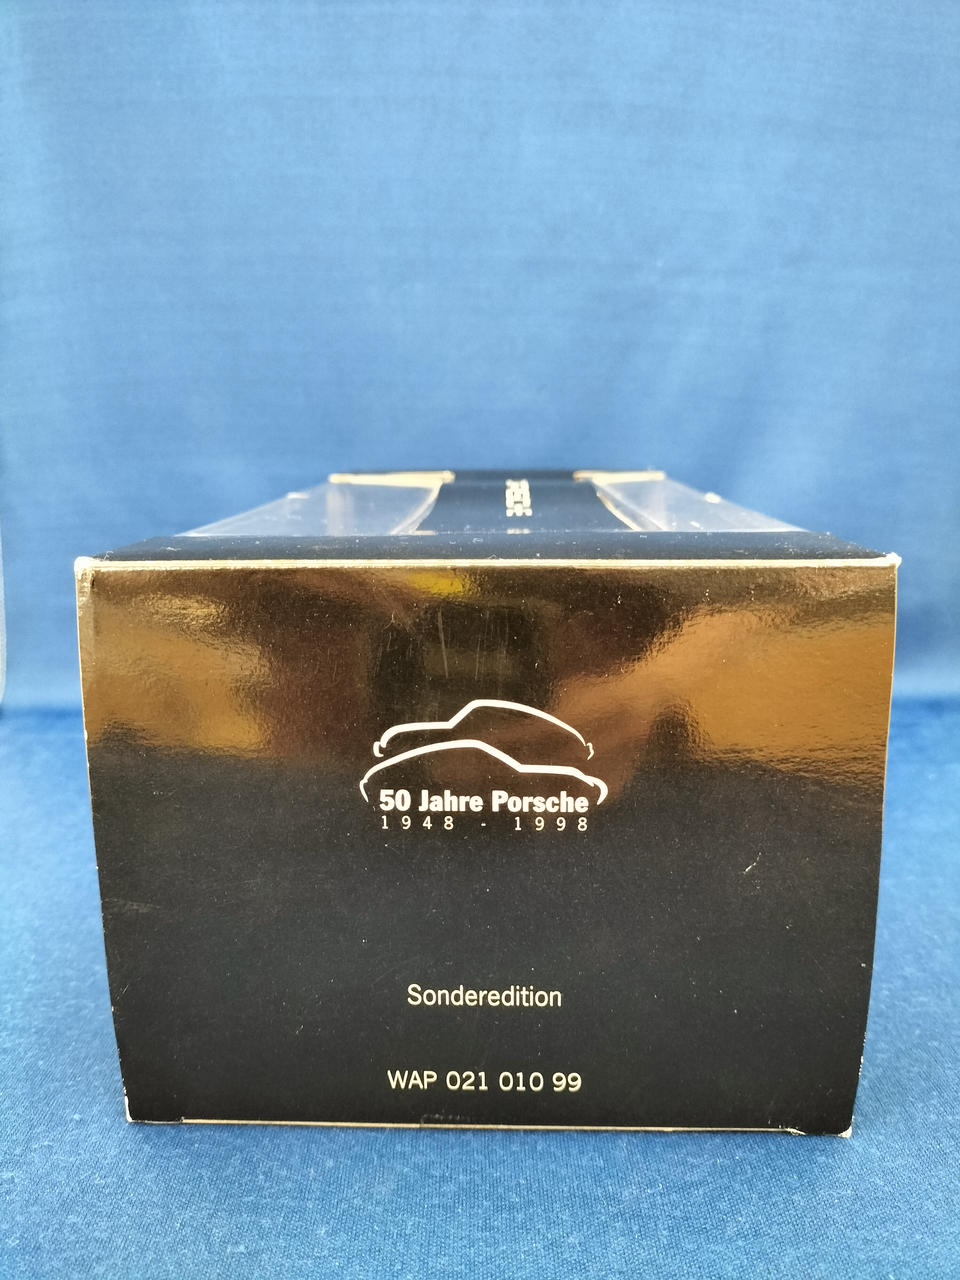 50 Jahre Porsche
1948 - 1998
Sonderedition
WAP 021 010 99